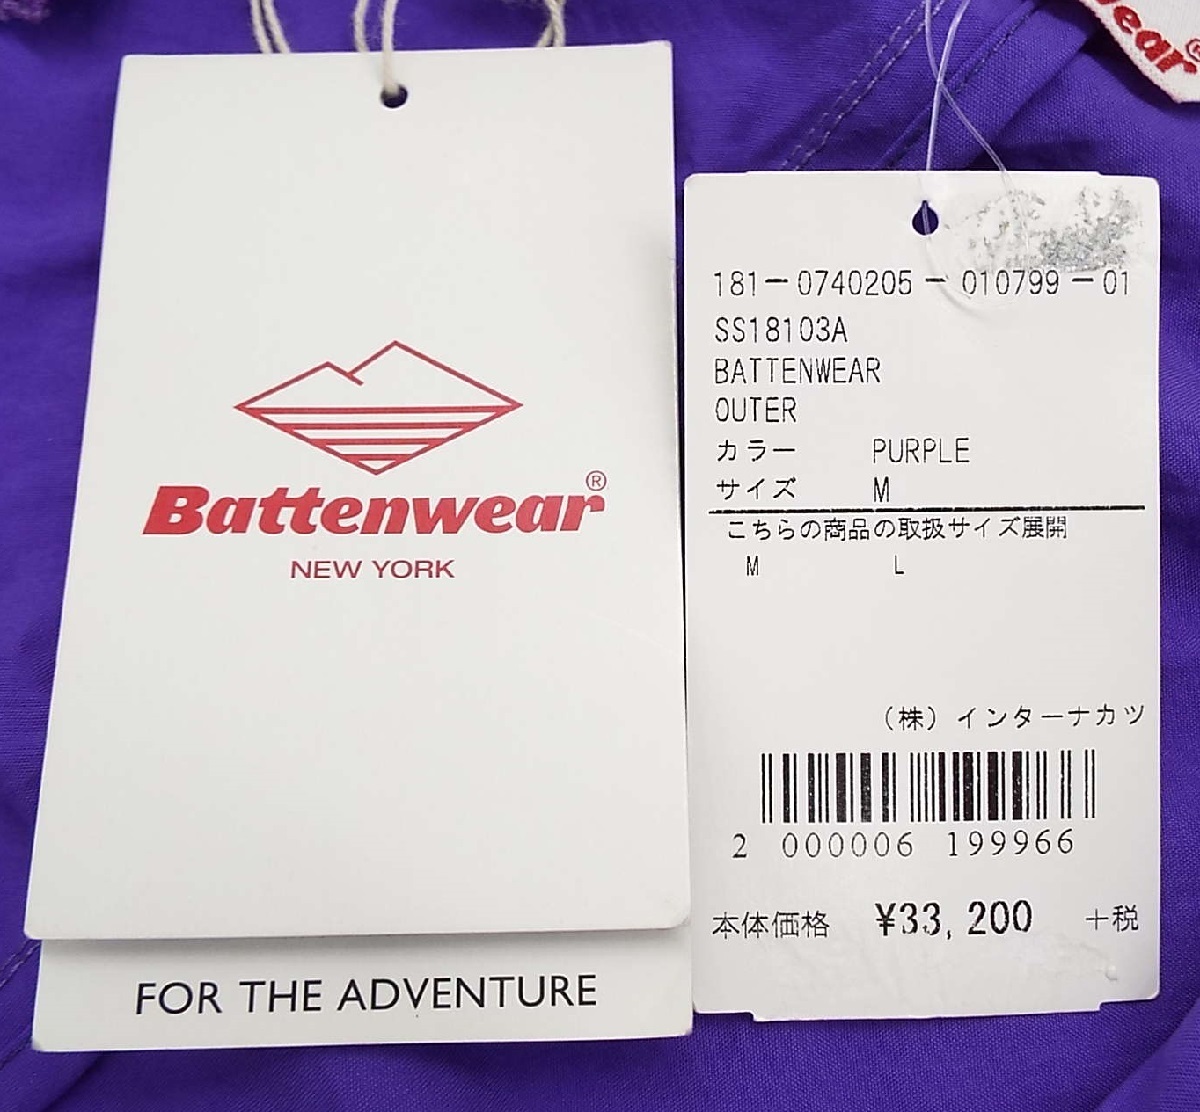 Battenwear®
NEW YORK
FOR THE ADVENTURE
wear®
181-0740205-010799-01
SS18103A
BATTENWEAR
OUTER
カラー PURPLE
サイズ M
こちらの商品の取扱サイズ展開
M L
（株）インターナカツ
2 000006 199966
本体価格 ¥33,200 +税